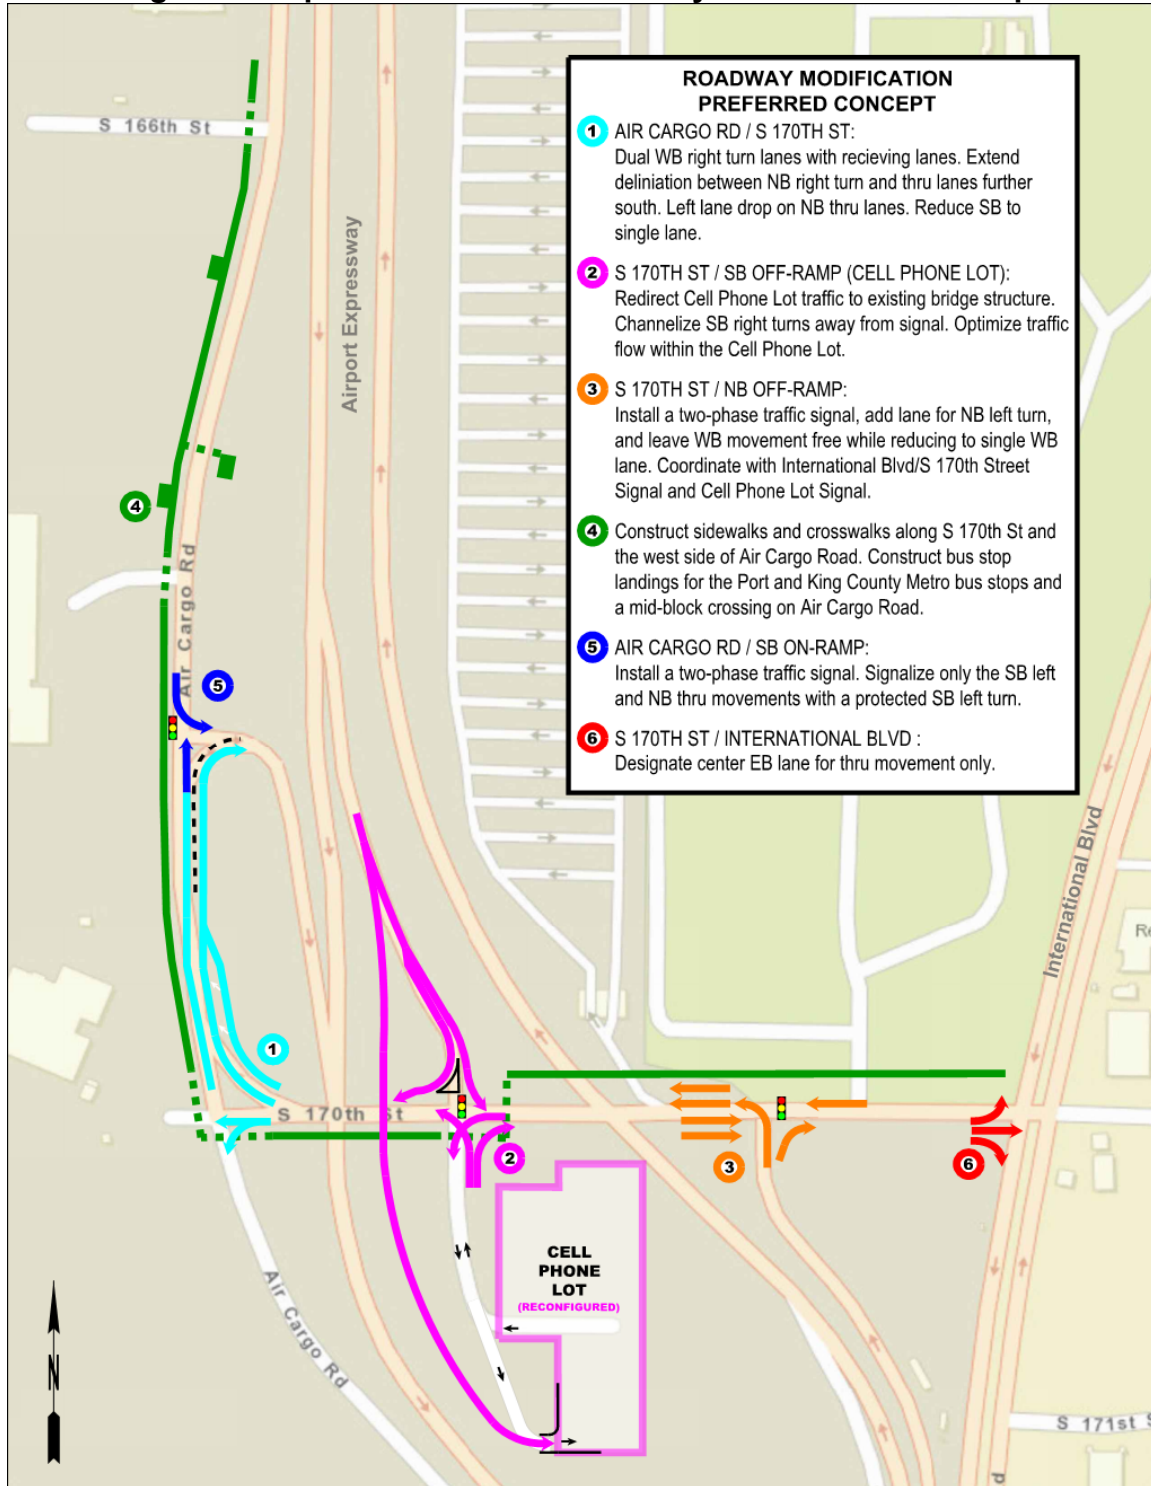 ROADWAY MODIFICATION
PREFERRED CONCEPT
1 AIR CARGO RD / S 170TH ST:
Dual WB right turn lanes with recieving lanes. Extend
deliniation between NB right turn and thru lanes further
south. Left lane drop on NB thru lanes. Reduce SB to
single lane.
2 S 170TH ST / SB OFF-RAMP (CELL PHONE LOT):
Redirect Cell Phone Lot traffic to existing bridge structure.
Channelize SB right turns away from signal. Optimize traffic
flow within the Cell Phone Lot.
3 S 170TH ST / NB OFF-RAMP:
Install a two-phase traffic signal, add lane for NB left turn,
and leave WB movement free while reducing to single WB
lane. Coordinate with International Blvd/S 170th Street
Signal and Cell Phone Lot Signal.
4 Construct sidewalks and crosswalks along S 170th St and
the west side of Air Cargo Road. Construct bus stop
landings for the Port and King County Metro bus stops and
a mid-block crossing on Air Cargo Road.
5 AIR CARGO RD / SB ON-RAMP:
Install a two-phase traffic signal. Signalize only the SB left
and NB thru movements with a protected SB left turn.
6 S 170TH ST / INTERNATIONAL BLVD :
Designate center EB lane for thru movement only.
S 166th St
Airport Expressway
4
Air Cargo Rd
5
International Blvd
Re
1
S 170th St
2
3
6
CELL
PHONE
LOT
(RECONFIGURED)
Air Cargo Rd
N
S 171st S
d